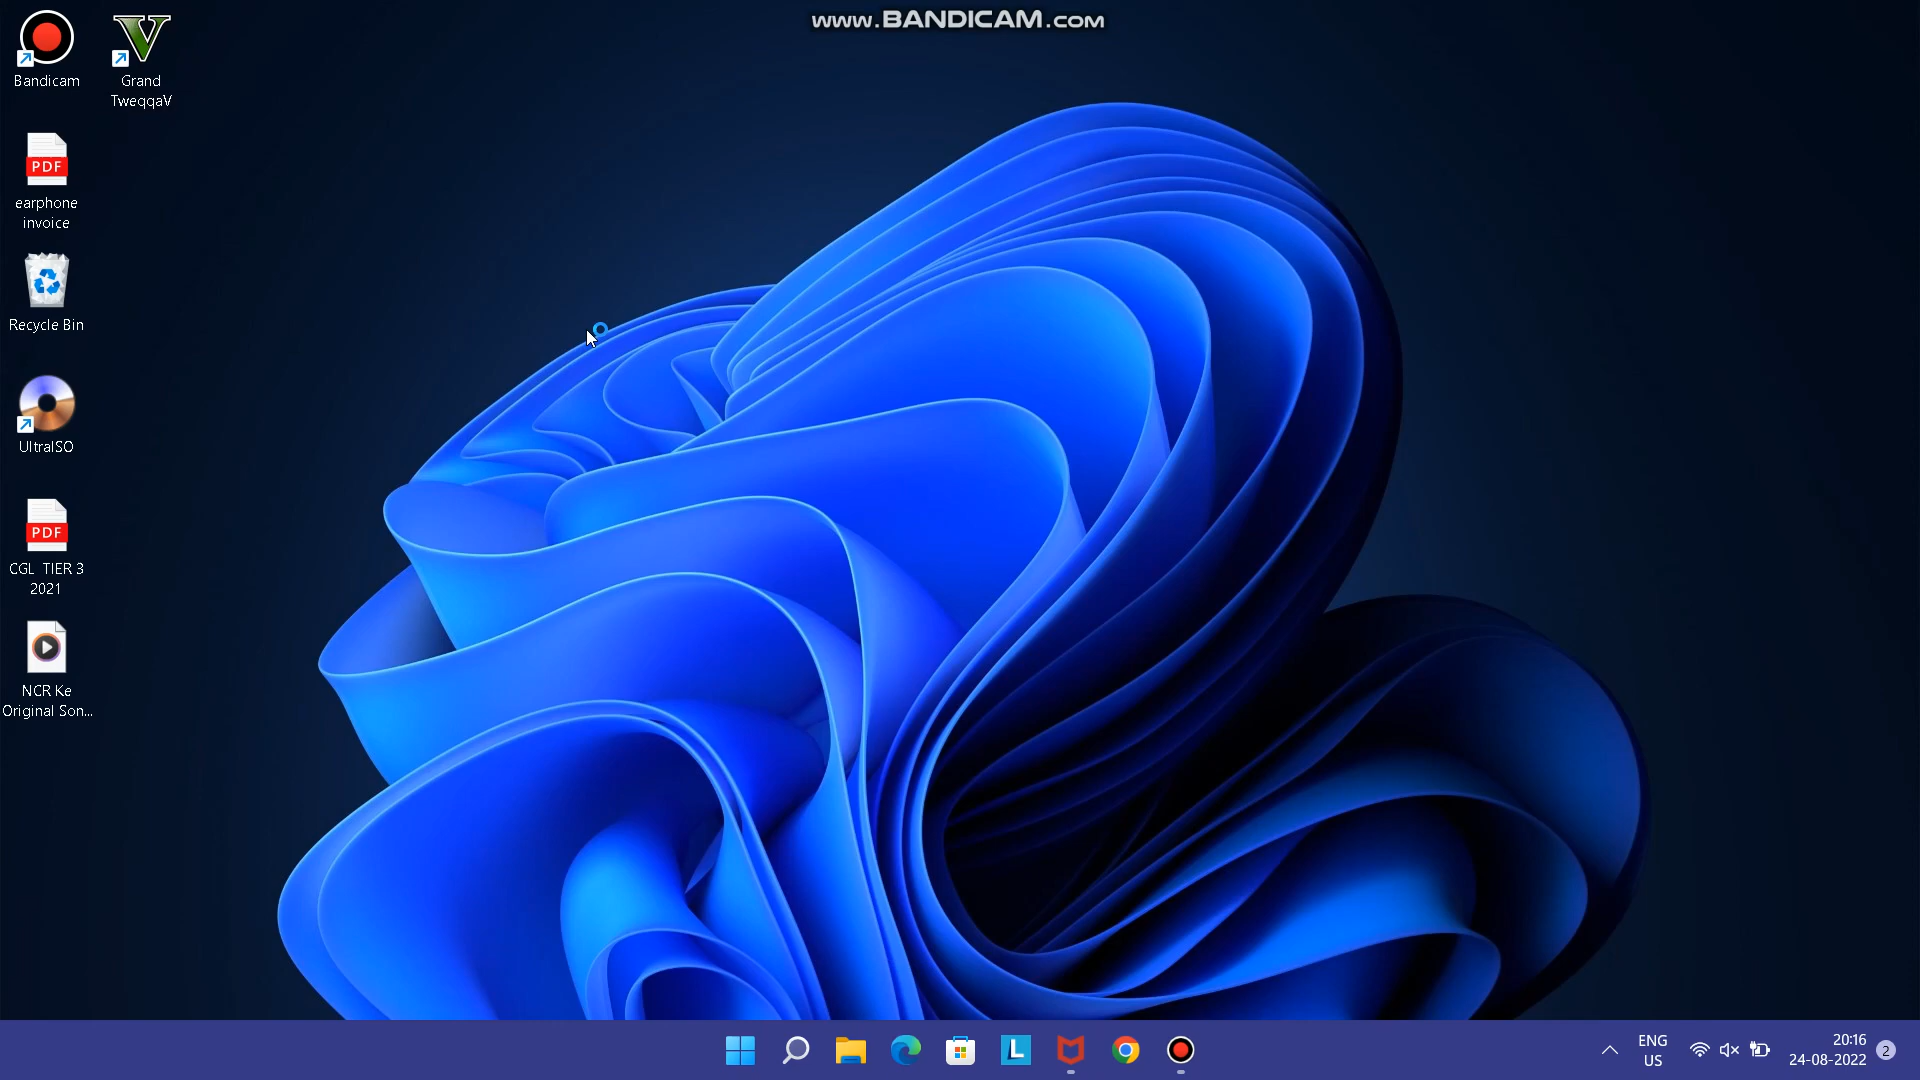 www.BANDICAM.com
Bandicam
Grand
TweqqaV
PDF
earphone
invoice
Recycle Bin
UltraISO
PDF
CGL TIER 3
2021
NCR Ke
Original Son...
L
ENG
US
20:16
24-08-2022
2